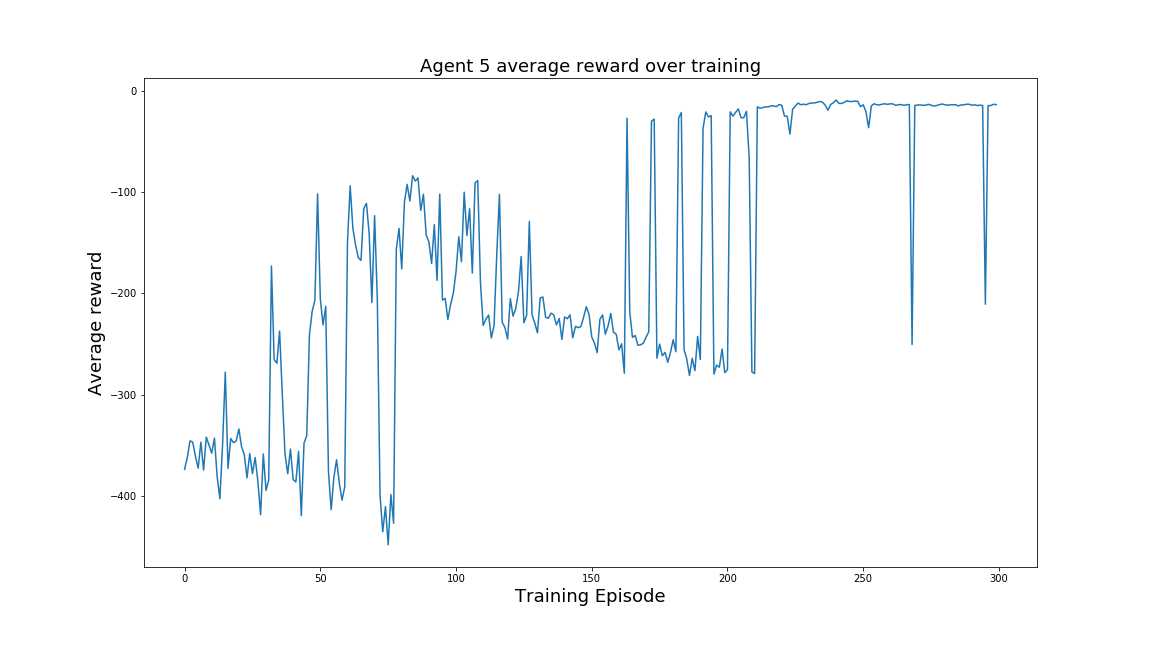 Agent 5 average reward over training
0
−100
−200
−300
−400
Average reward
0 50 100 150 200 250 300
Training Episode